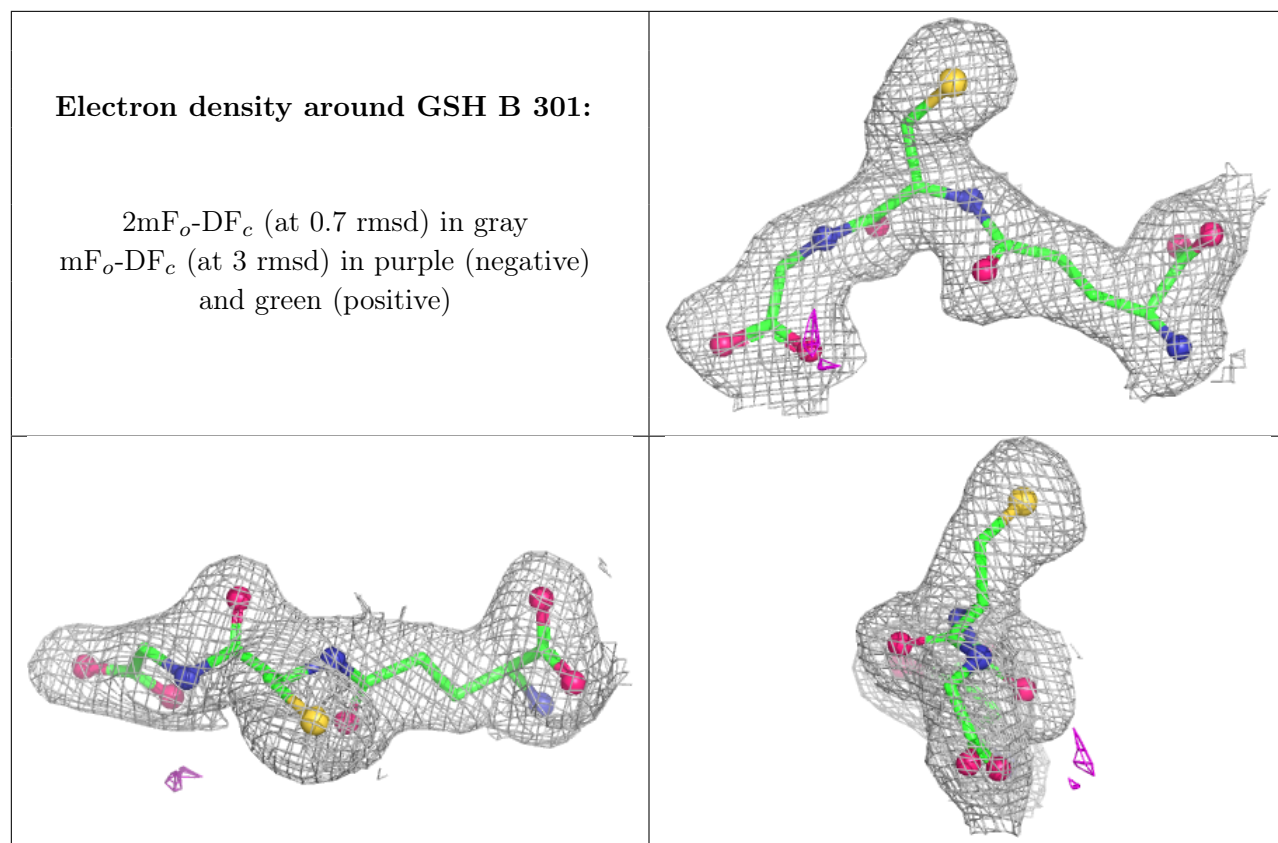 Electron density around GSH B 301:
2mFo-DFc (at 0.7 rmsd) in gray
mFo-DFc (at 3 rmsd) in purple (negative)
and green (positive)